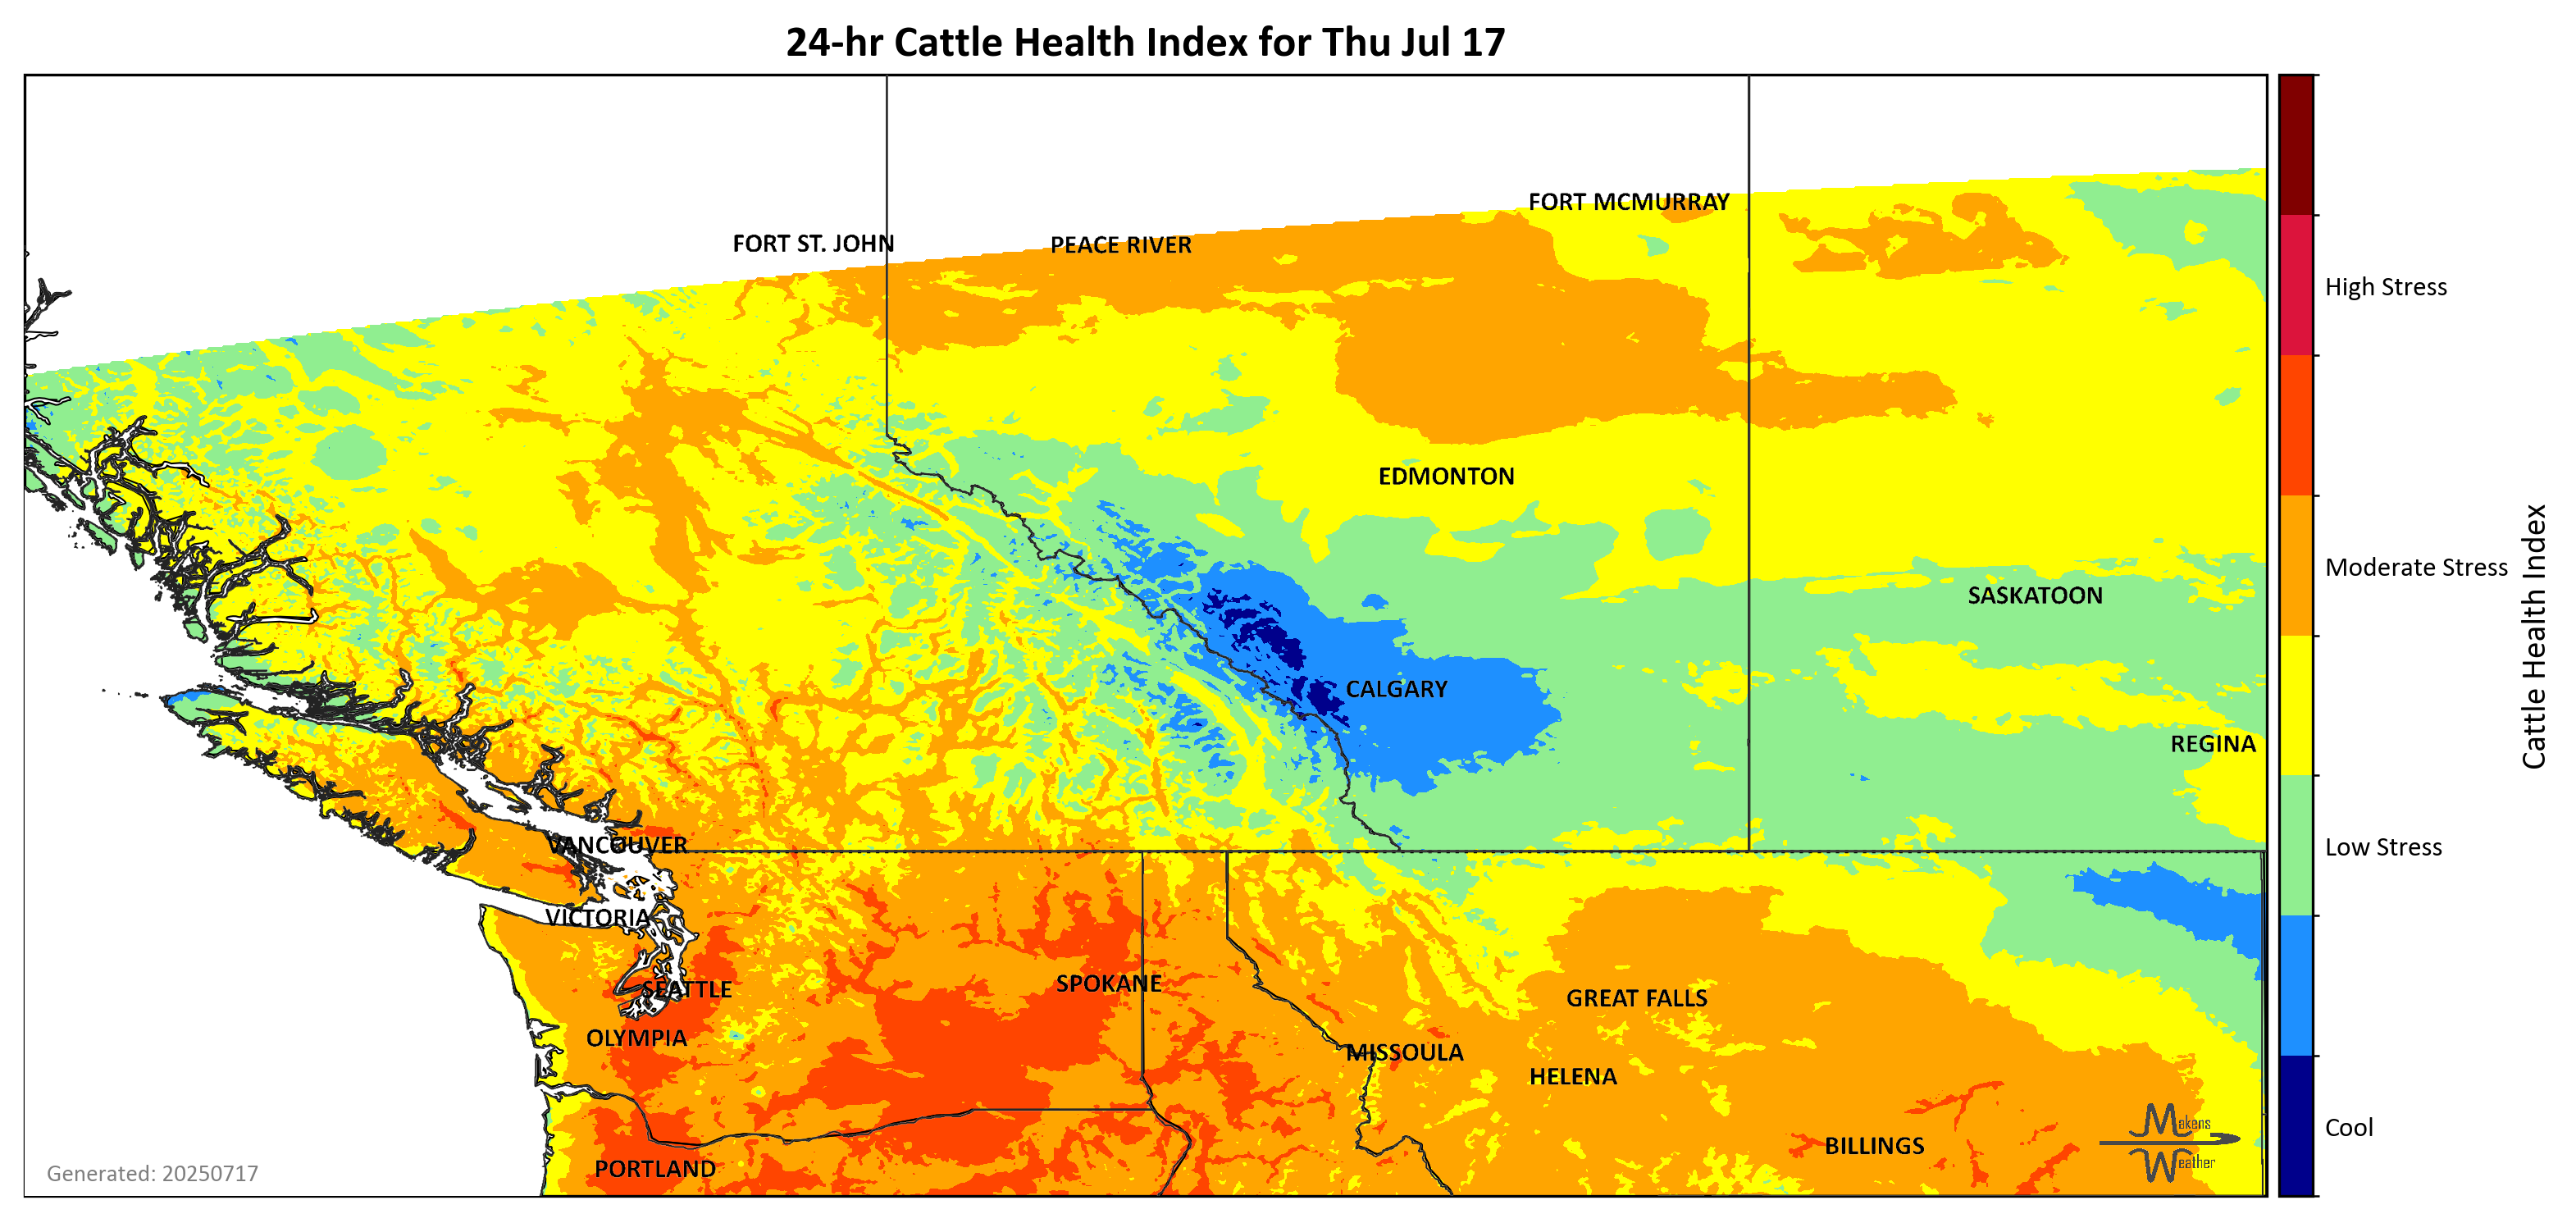 24-hr Cattle Health Index for Thu Jul 17
FORT MCMURRAY
FORT ST. JOHN
PEACE RIVER
High Stress
EDMONTON
Moderate Stress
SASKATOON
Cattle Health Index
CALGARY
REGINA
VANCOUVER
Low Stress
VICTORIA
SPOKANE
SEATTLE
GREAT FALLS
OLYMPIA
MISSOULA
HELENA
Makens
Weather
Cool
BILLINGS
PORTLAND
Generated: 20250717